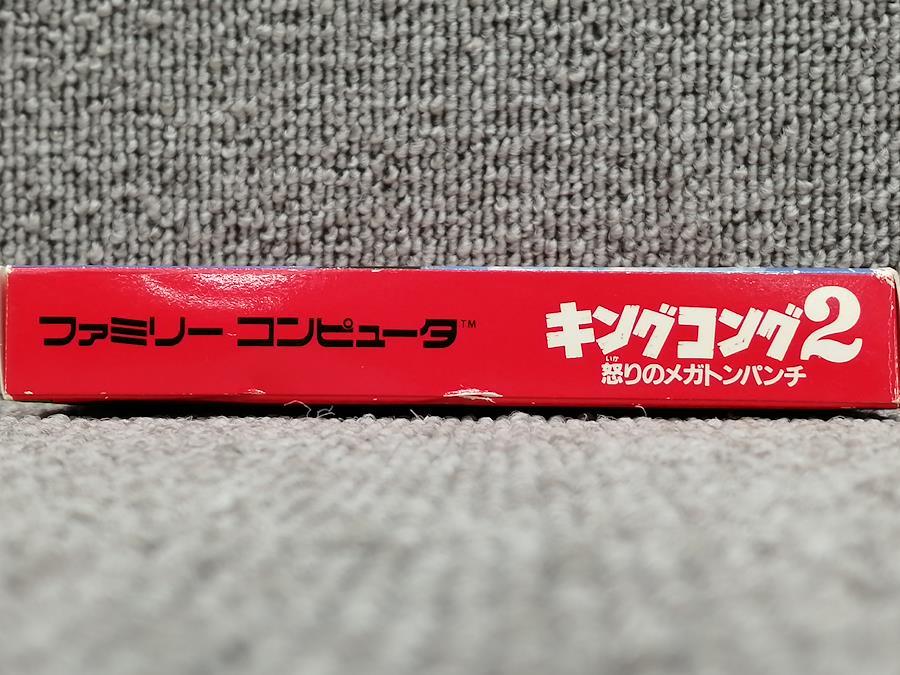 ファミリー コンピュータ™
キングコング2
いか
怒りのメガトンパンチ